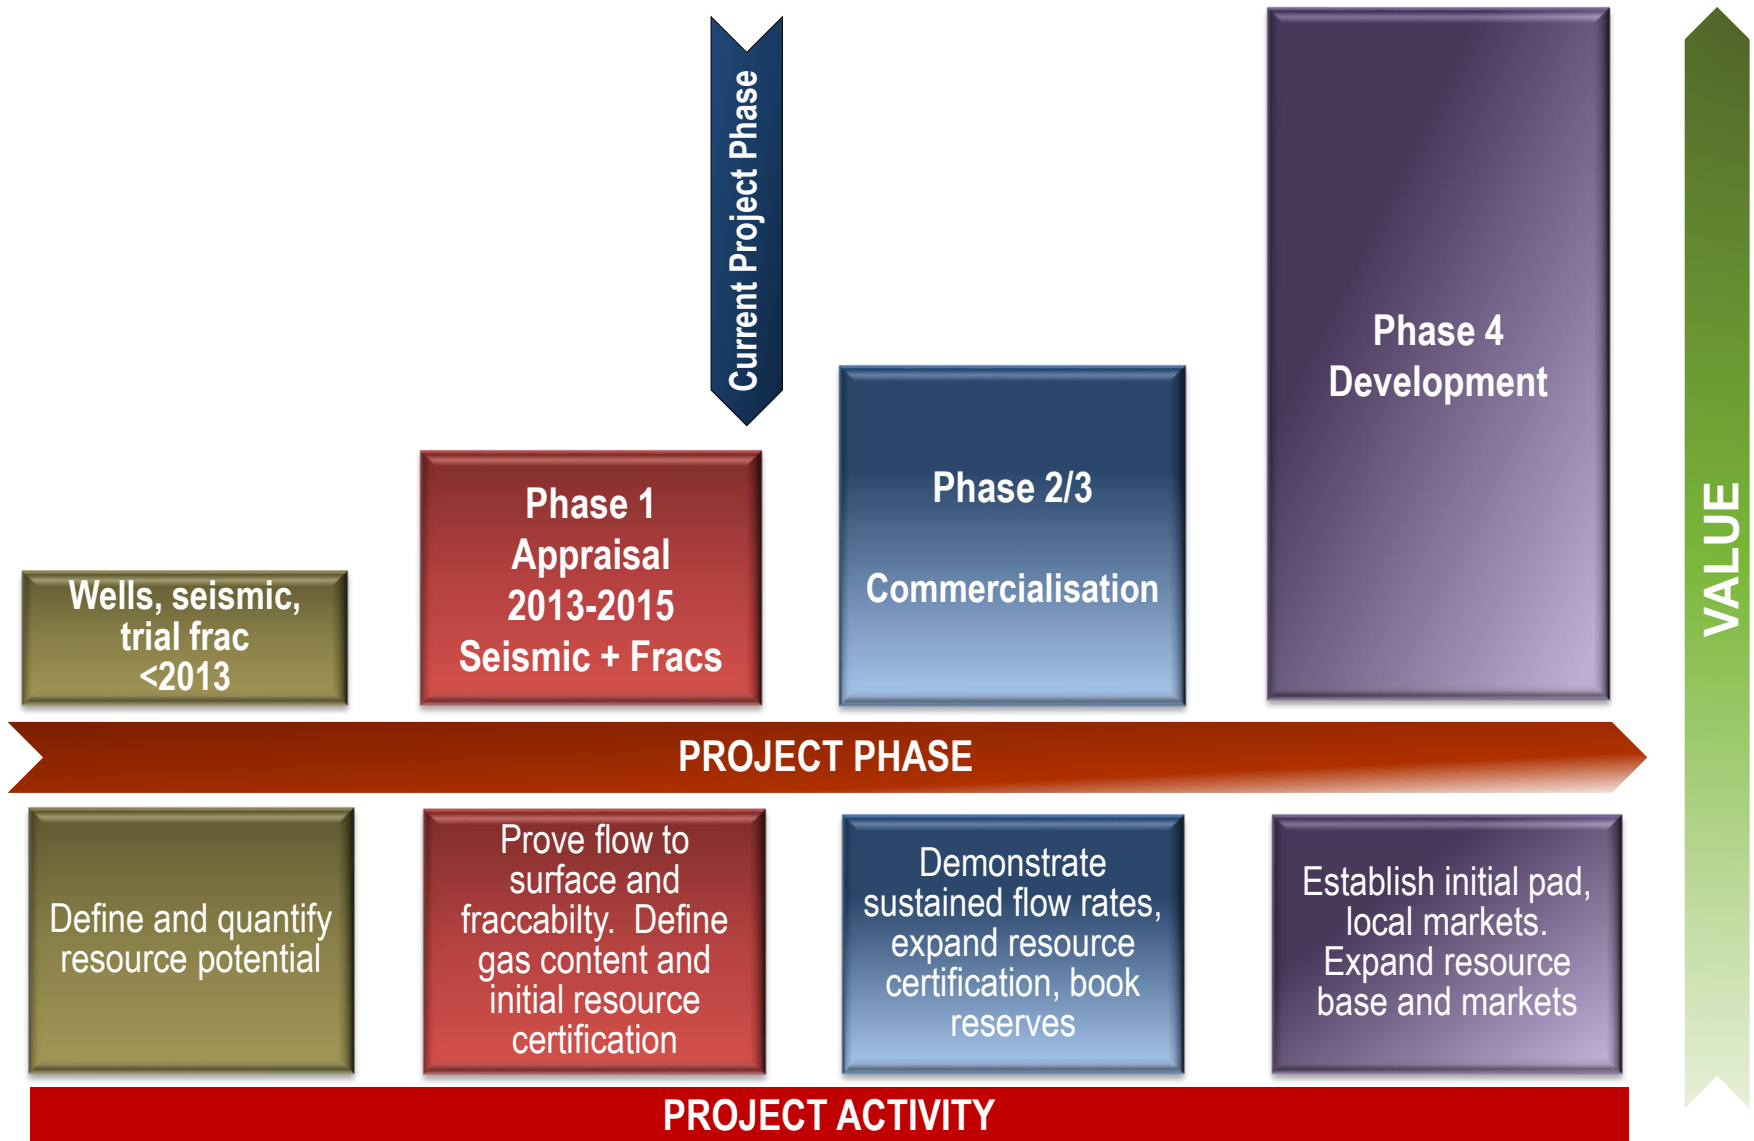 Current Project Phase
Wells, seismic,
trial frac
<2013
Phase 1
Appraisal
2013-2015
Seismic + Fracs
Phase 2/3
Commercialisation
Phase 4
Development
VALUE
PROJECT PHASE
Define and quantify
resource potential
Prove flow to
surface and
fraccabilty.  Define
gas content and
initial resource
certification
Demonstrate
sustained flow rates,
expand resource
certification, book
reserves
Establish initial pad,
local markets.
Expand resource
base and markets
PROJECT ACTIVITY